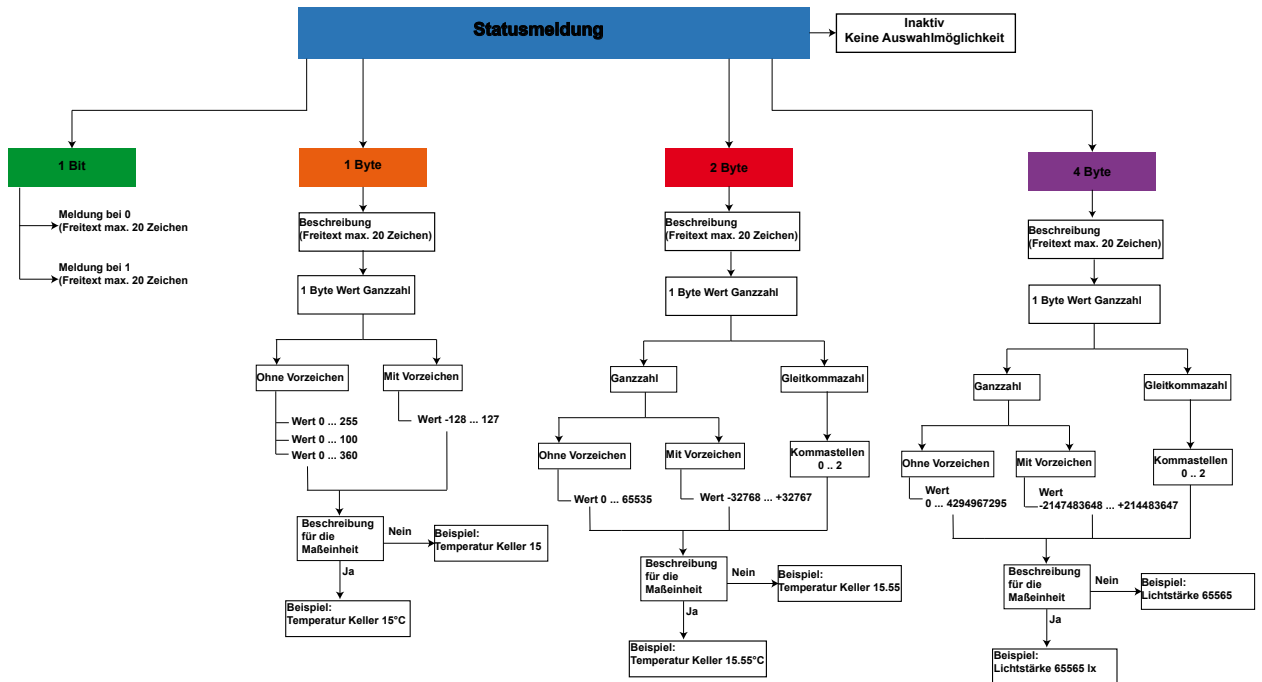 Statusmeldung
Inaktiv
Keine Auswahlmöglichkeit
1 Bit
Meldung bei 0
(Freitext max. 20 Zeichen
Meldung bei 1
(Freitext max. 20 Zeichen
1 Byte
Beschreibung
(Freitext max. 20 Zeichen)
1 Byte Wert Ganzzahl
Ohne Vorzeichen
Mit Vorzeichen
Wert 0 ... 255
Wert 0 ... 100
Wert 0 ... 360
Wert -128 ... 127
Beschreibung
für die
Maßeinheit
Nein
Beispiel:
Temperatur Keller 15
Ja
Beispiel:
Temperatur Keller 15°C
2 Byte
Beschreibung
(Freitext max. 20 Zeichen)
1 Byte Wert Ganzzahl
Ganzzahl
Gleitkommazahl
Ohne Vorzeichen
Mit Vorzeichen
Kommastellen
0 .. 2
Wert 0 ... 65535
Wert -32768 ... +32767
Beschreibung
für die
Maßeinheit
Nein
Beispiel:
Temperatur Keller 15.55
Ja
Beispiel:
Temperatur Keller 15.55°C
4 Byte
Beschreibung
(Freitext max. 20 Zeichen)
1 Byte Wert Ganzzahl
Ganzzahl
Gleitkommazahl
Ohne Vorzeichen
Mit Vorzeichen
Kommastellen
0 .. 2
Wert
0 ... 4294967295
Wert
-2147483648 ... +214483647
Beschreibung
für die
Maßeinheit
Nein
Beispiel:
Lichtstärke 65565
Ja
Beispiel:
Lichtstärke 65565 lx